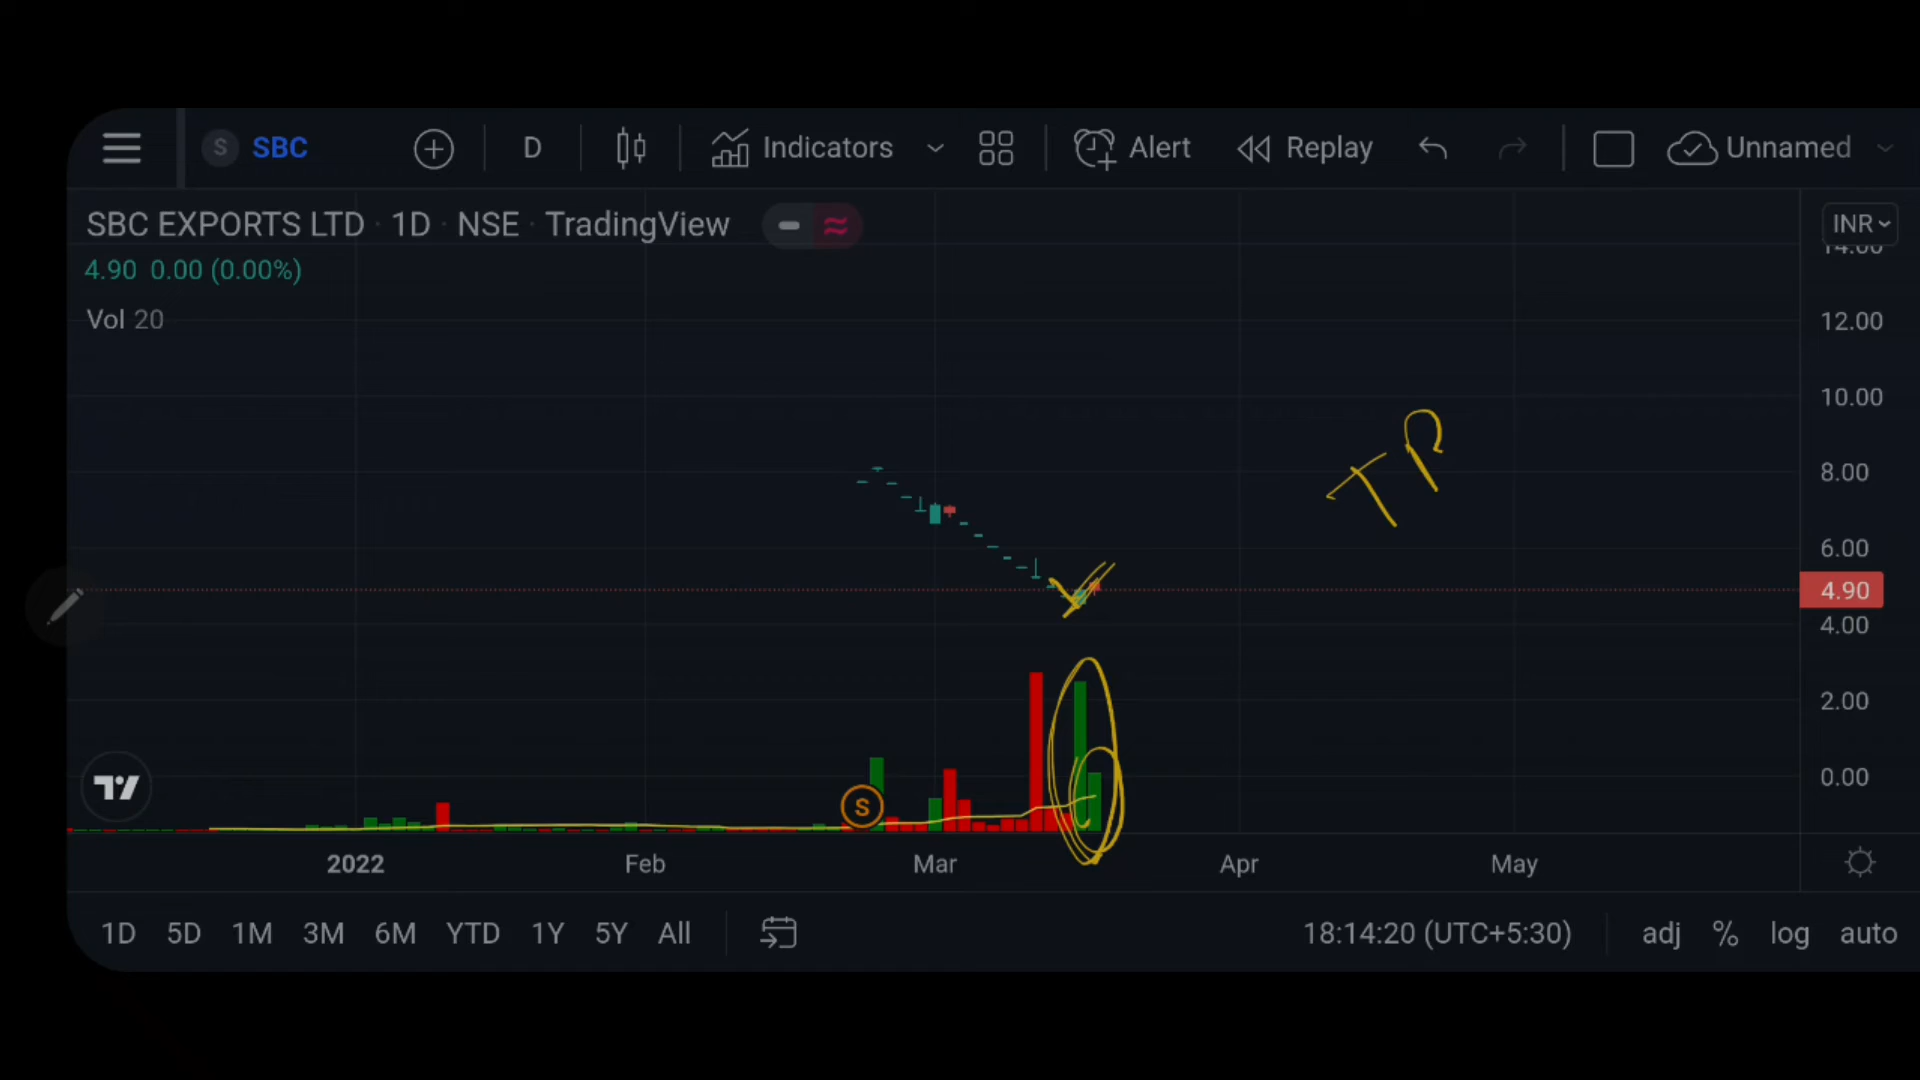 S SBC D Indicators Alert Replay Unnamed
SBC EXPORTS LTD · 1D · NSE · TradingView
INR
14.00
4.90 0.00 (0.00%)
Vol 20
12.00
10.00
TP
8.00
6.00
4.90
4.00
2.00
0.00
S
2022 Feb Mar Apr May
1D 5D 1M 3M 6M YTD 1Y 5Y All 18:14:20 (UTC+5:30) adj % log auto